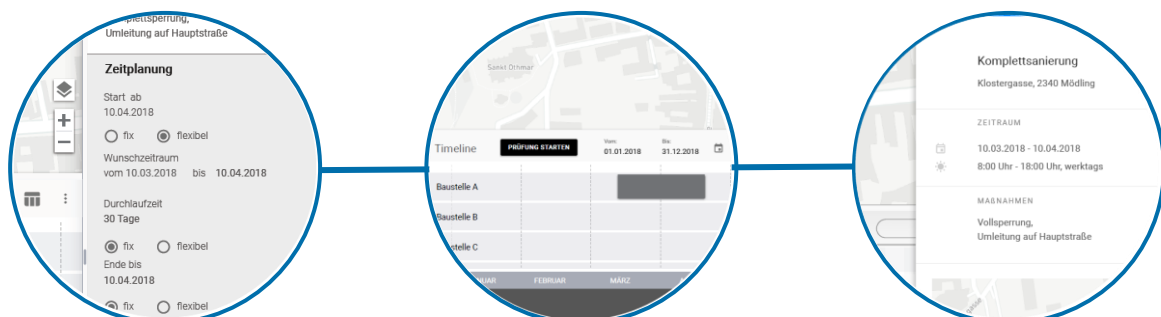 Umleitung auf Hauptstraße
Zeitplanung
Start ab
10.04.2018
fix flexibel
Wunschzeitraum
vom 10.03.2018 bis 10.04.2018
Durchlaufzeit
30 Tage
fix flexibel
Ende bis
10.04.2018
fix flexibel
Sankt Othmar
Timeline PRÜFUNG STARTEN Vom: 01.01.2018 Bis: 31.12.2018
Baustelle A
Baustelle B
FEBRUAR MÄRZ
Komplettsanierung
Klostergasse, 2340 Mödling
ZEITRAUM
10.03.2018 - 10.04.2018
8:00 Uhr - 18:00 Uhr, werktags
MAßNAHMEN
Vollsperrung,
Umleitung auf Hauptstraße